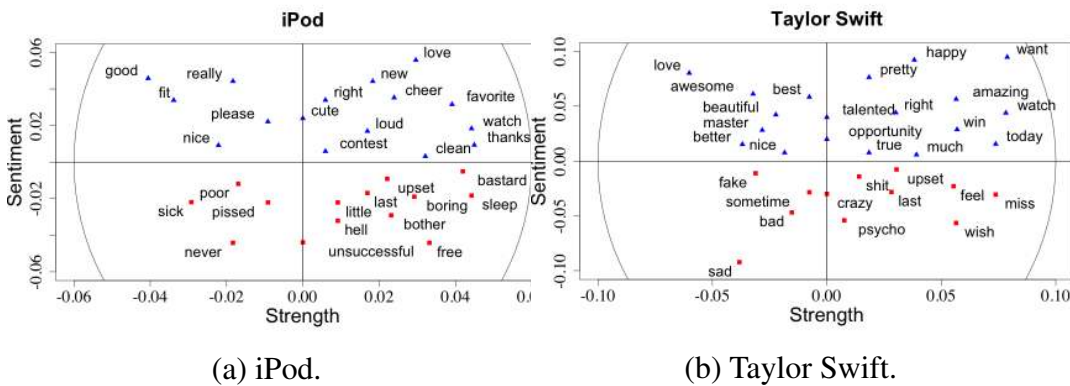 iPod
Sentiment
0.06
0.02
-0.02
-0.06
good
really
fit
please
nice
love
new
right
cheer
cute
favorite
loud
watch
contest
thanks
clean
poor
sick
pissed
never
bastard
upset
last
boring
sleep
little
hell
bother
unsuccessful
free
-0.06
-0.04
-0.02
0.00
0.02
0.04
Strength
(a) iPod.
Taylor Swift
Sentiment
0.10
0.05
0.00
-0.05
-0.10
love
awesome
best
beautiful
master
better
nice
happy
want
pretty
amazing
talented
right
watch
win
opportunity
true
much
today
fake
sometime
bad
sad
shit
upset
feel
crazy
last
miss
psycho
wish
-0.10
-0.05
0.00
0.05
0.10
Strength
(b) Taylor Swift.